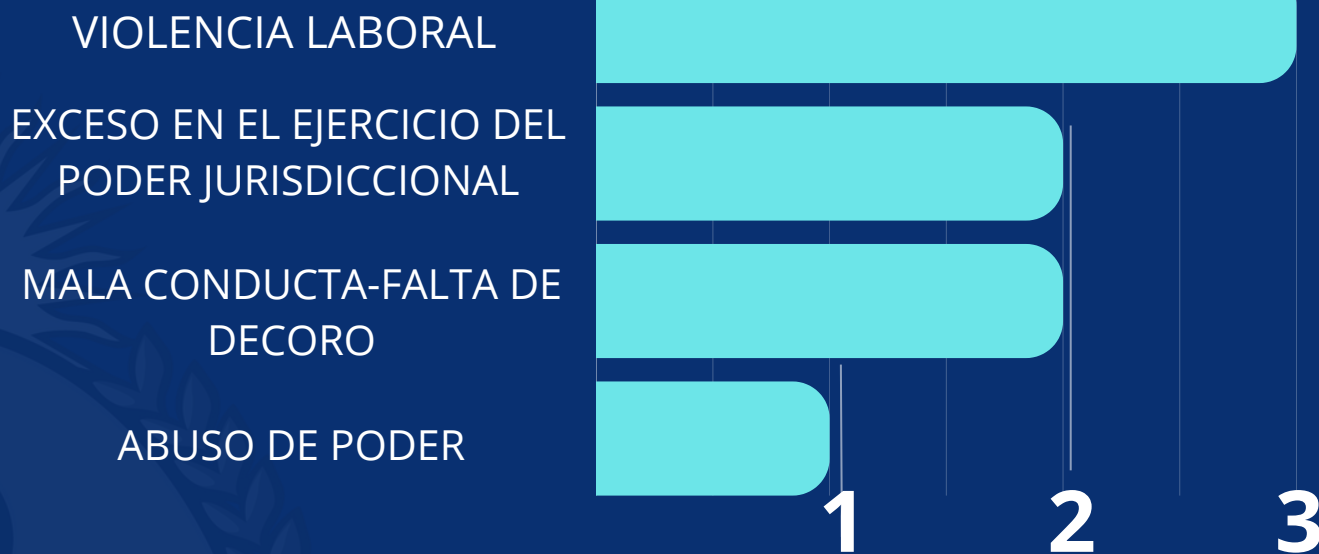 VIOLENCIA LABORAL
EXCESO EN EL EJERCICIO DEL
PODER JURISDICCIONAL
MALA CONDUCTA-FALTA DE
DECORO
ABUSO DE PODER
1 2 3